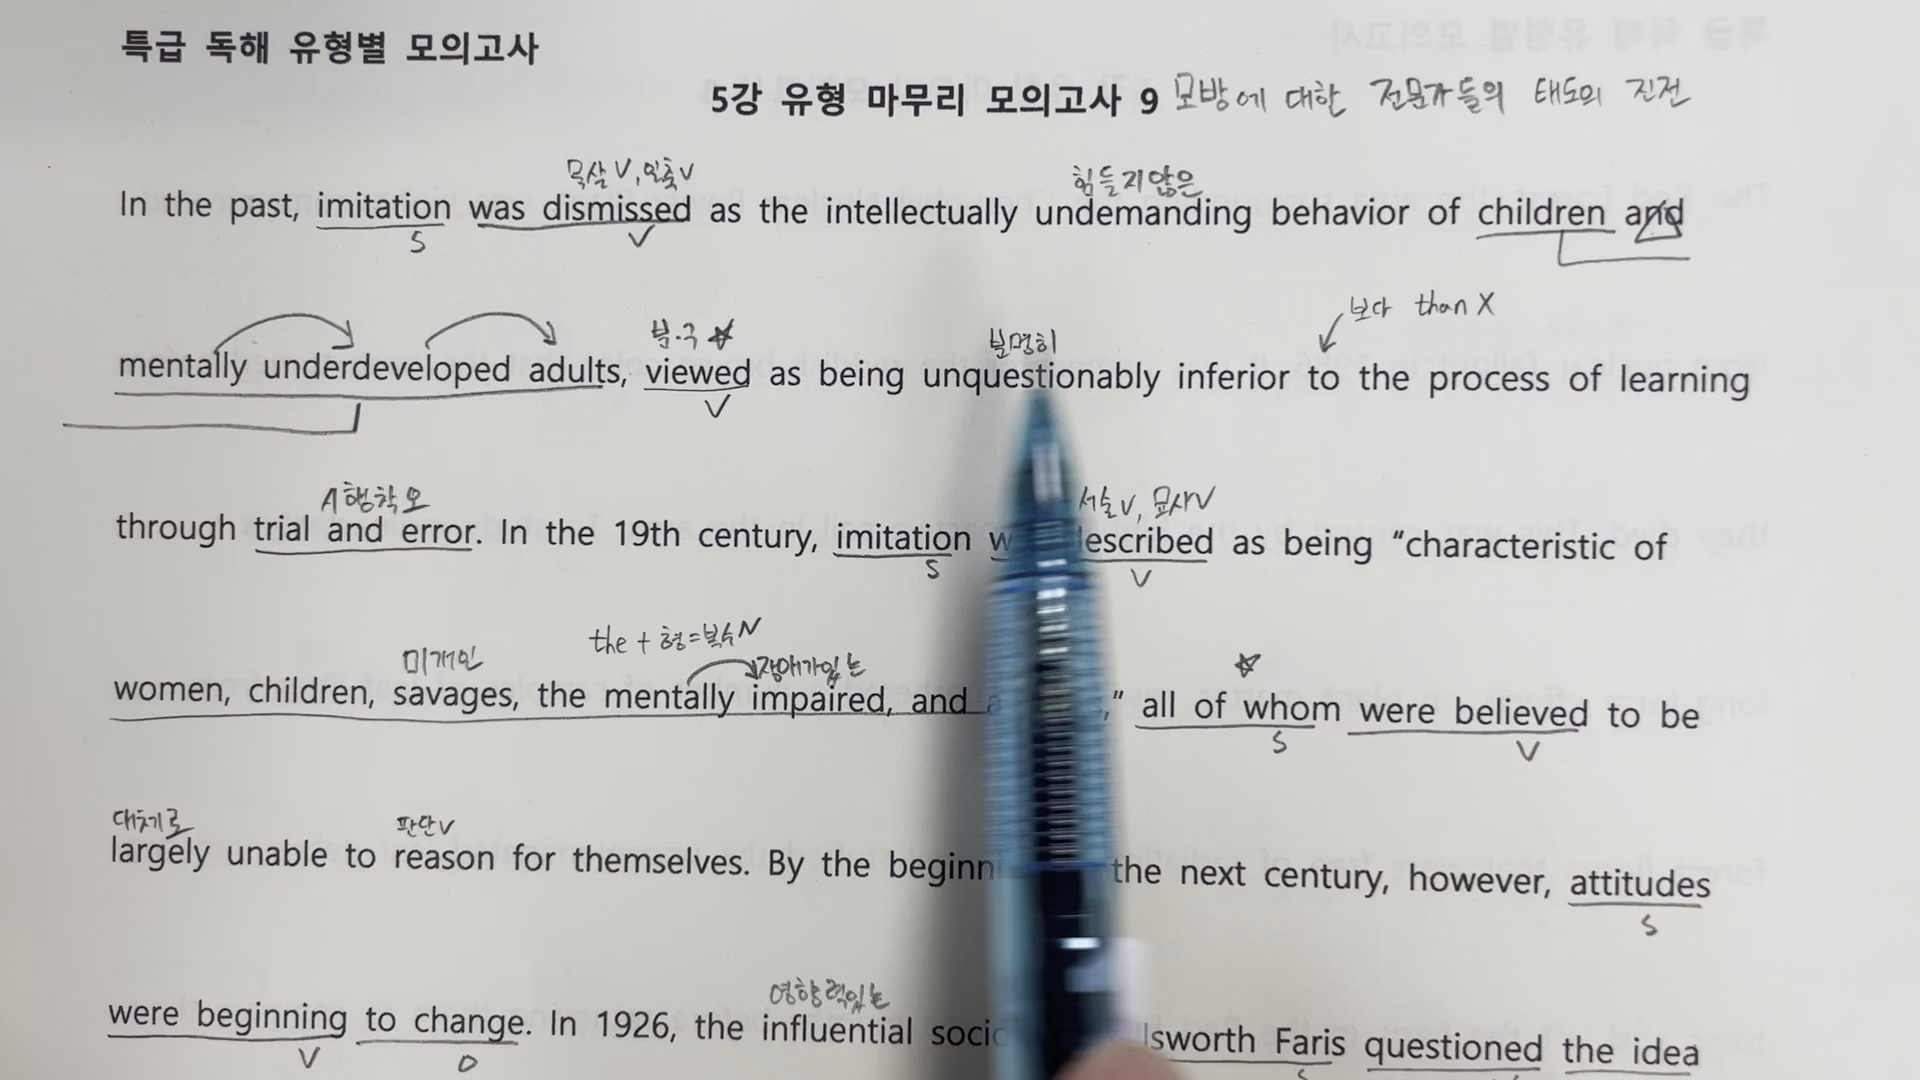 특급 독해 유형별 모의고사
5강 유형 마무리 모의고사 9 모방에 대한 전문가들의 태도의 진전
묵살V, 일축V 힘들지않은
In the past, imitation was dismissed as the intellectually undemanding behavior of children and
S V
분·구 분명히 보다 than X
mentally underdeveloped adults, viewed as being unquestionably inferior to the process of learning
V
시행착오 서술V, 묘사V
through trial and error. In the 19th century, imitation w escribed as being "characteristic of
S V
미개인 the + 형 = 복수N 장애가있는
women, children, savages, the mentally impaired, and a ," all of whom were believed to be
S V
대체로 판단V
largely unable to reason for themselves. By the beginn the next century, however, attitudes
S
영향력있는
were beginning to change. In 1926, the influential socio lsworth Faris questioned the idea
V O